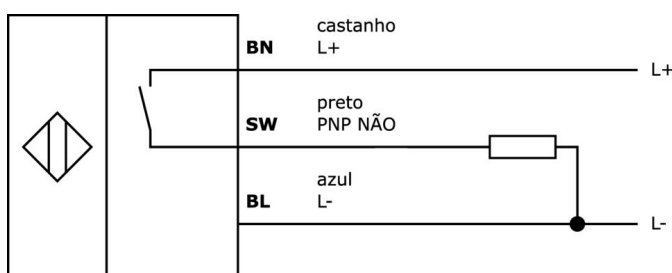 castanho
BN L+
L+
preto
SW PNP NÃO
azul
BL L-
L-